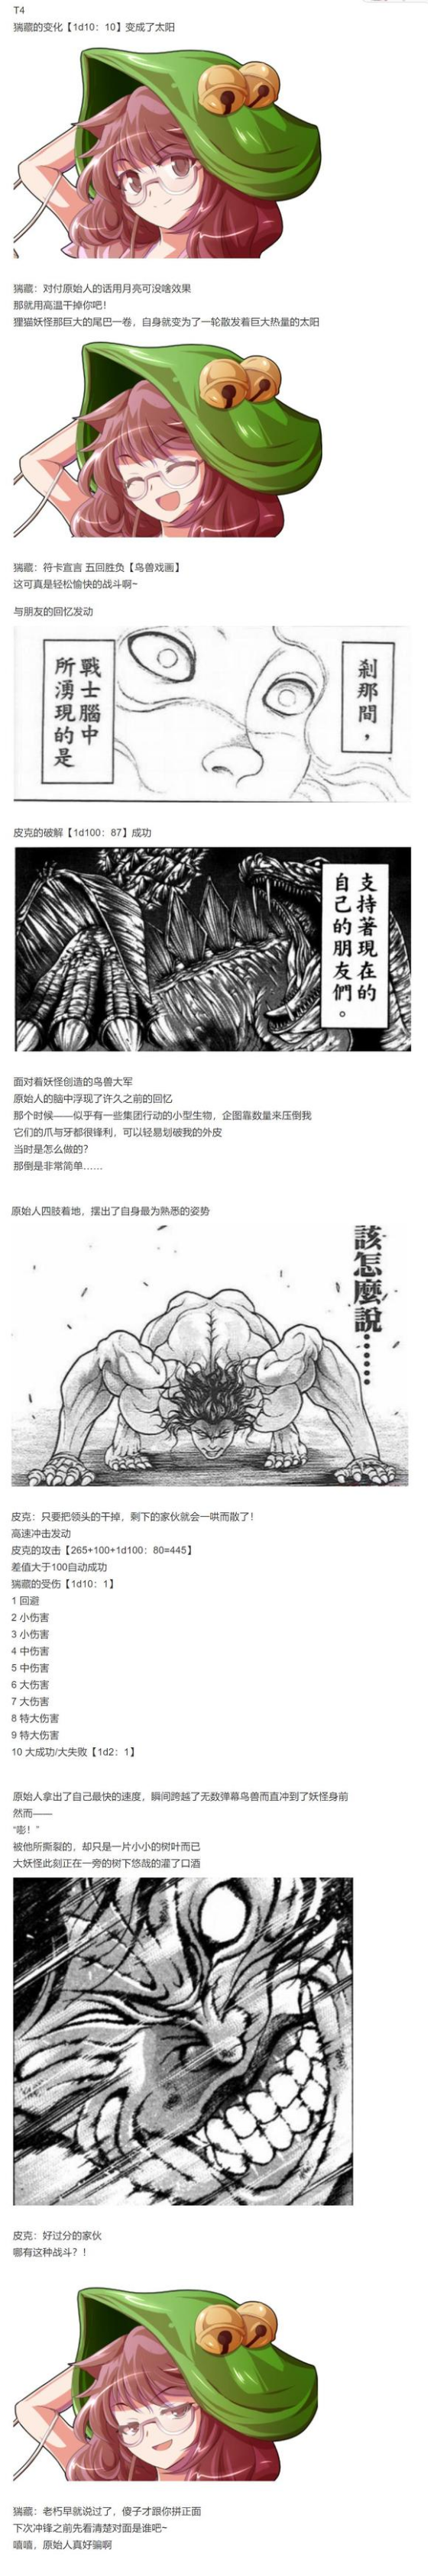 T4
猯藏的变化【1d10：10】变成了太阳
猯藏：对付原始人的话用月亮可没啥效果
那就用高温干掉你吧！
狸猫妖怪那巨大的尾巴一卷，自身就变为了一轮散发着巨大热量的太阳
猯藏：符卡宣言 五回胜负【鸟兽戏画】
这可真是轻松愉快的战斗啊~
与朋友的回忆发动
刹那間，
戰士腦中
所湧現的是
皮克的破解【1d100：87】成功
支持著現在的
自己的朋友們。
面对着妖怪创造的鸟兽大军
原始人的脑中浮现了许久之前的回忆
那个时候——似乎有一些集团行动的小型生物，企图靠数量来压倒我
它们的爪与牙都很锋利，可以轻易划破我的外皮
当时是怎么做的？
那倒是非常简单......
原始人四肢着地，摆出了自身最为熟悉的姿势
該怎麼說⋯⋯
皮克：只要把领头的干掉，剩下的家伙就会一哄而散了！
高速冲击发动
皮克的攻击【265+100+1d100：80=445】
差值大于100自动成功
猯藏的受伤【1d10：1】
1 回避
2 小伤害
3 小伤害
4 中伤害
5 中伤害
6 大伤害
7 大伤害
8 特大伤害
9 特大伤害
10 大成功/大失败【1d2：1】
原始人拿出了自己最快的速度，瞬间跨越了无数弹幕鸟兽而直冲到了妖怪身前
然而——
“嘭！”
被他所撕裂的，却只是一片小小的树叶而已
大妖怪此刻正在一旁的树下悠哉的灌了口酒
皮克：好过分的家伙
哪有这种战斗？！
猯藏：老朽早就说过了，傻子才跟你拼正面
下次冲锋之前先看清楚对面是谁吧~
嘻嘻，原始人真好骗啊